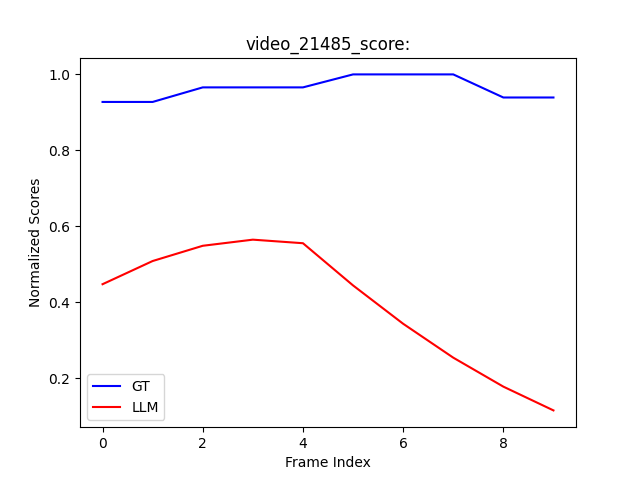 video_21485_score:
Normalized Scores
1.0
0.8
0.6
0.4
0.2
GT
LLM
0 2 4 6 8
Frame Index